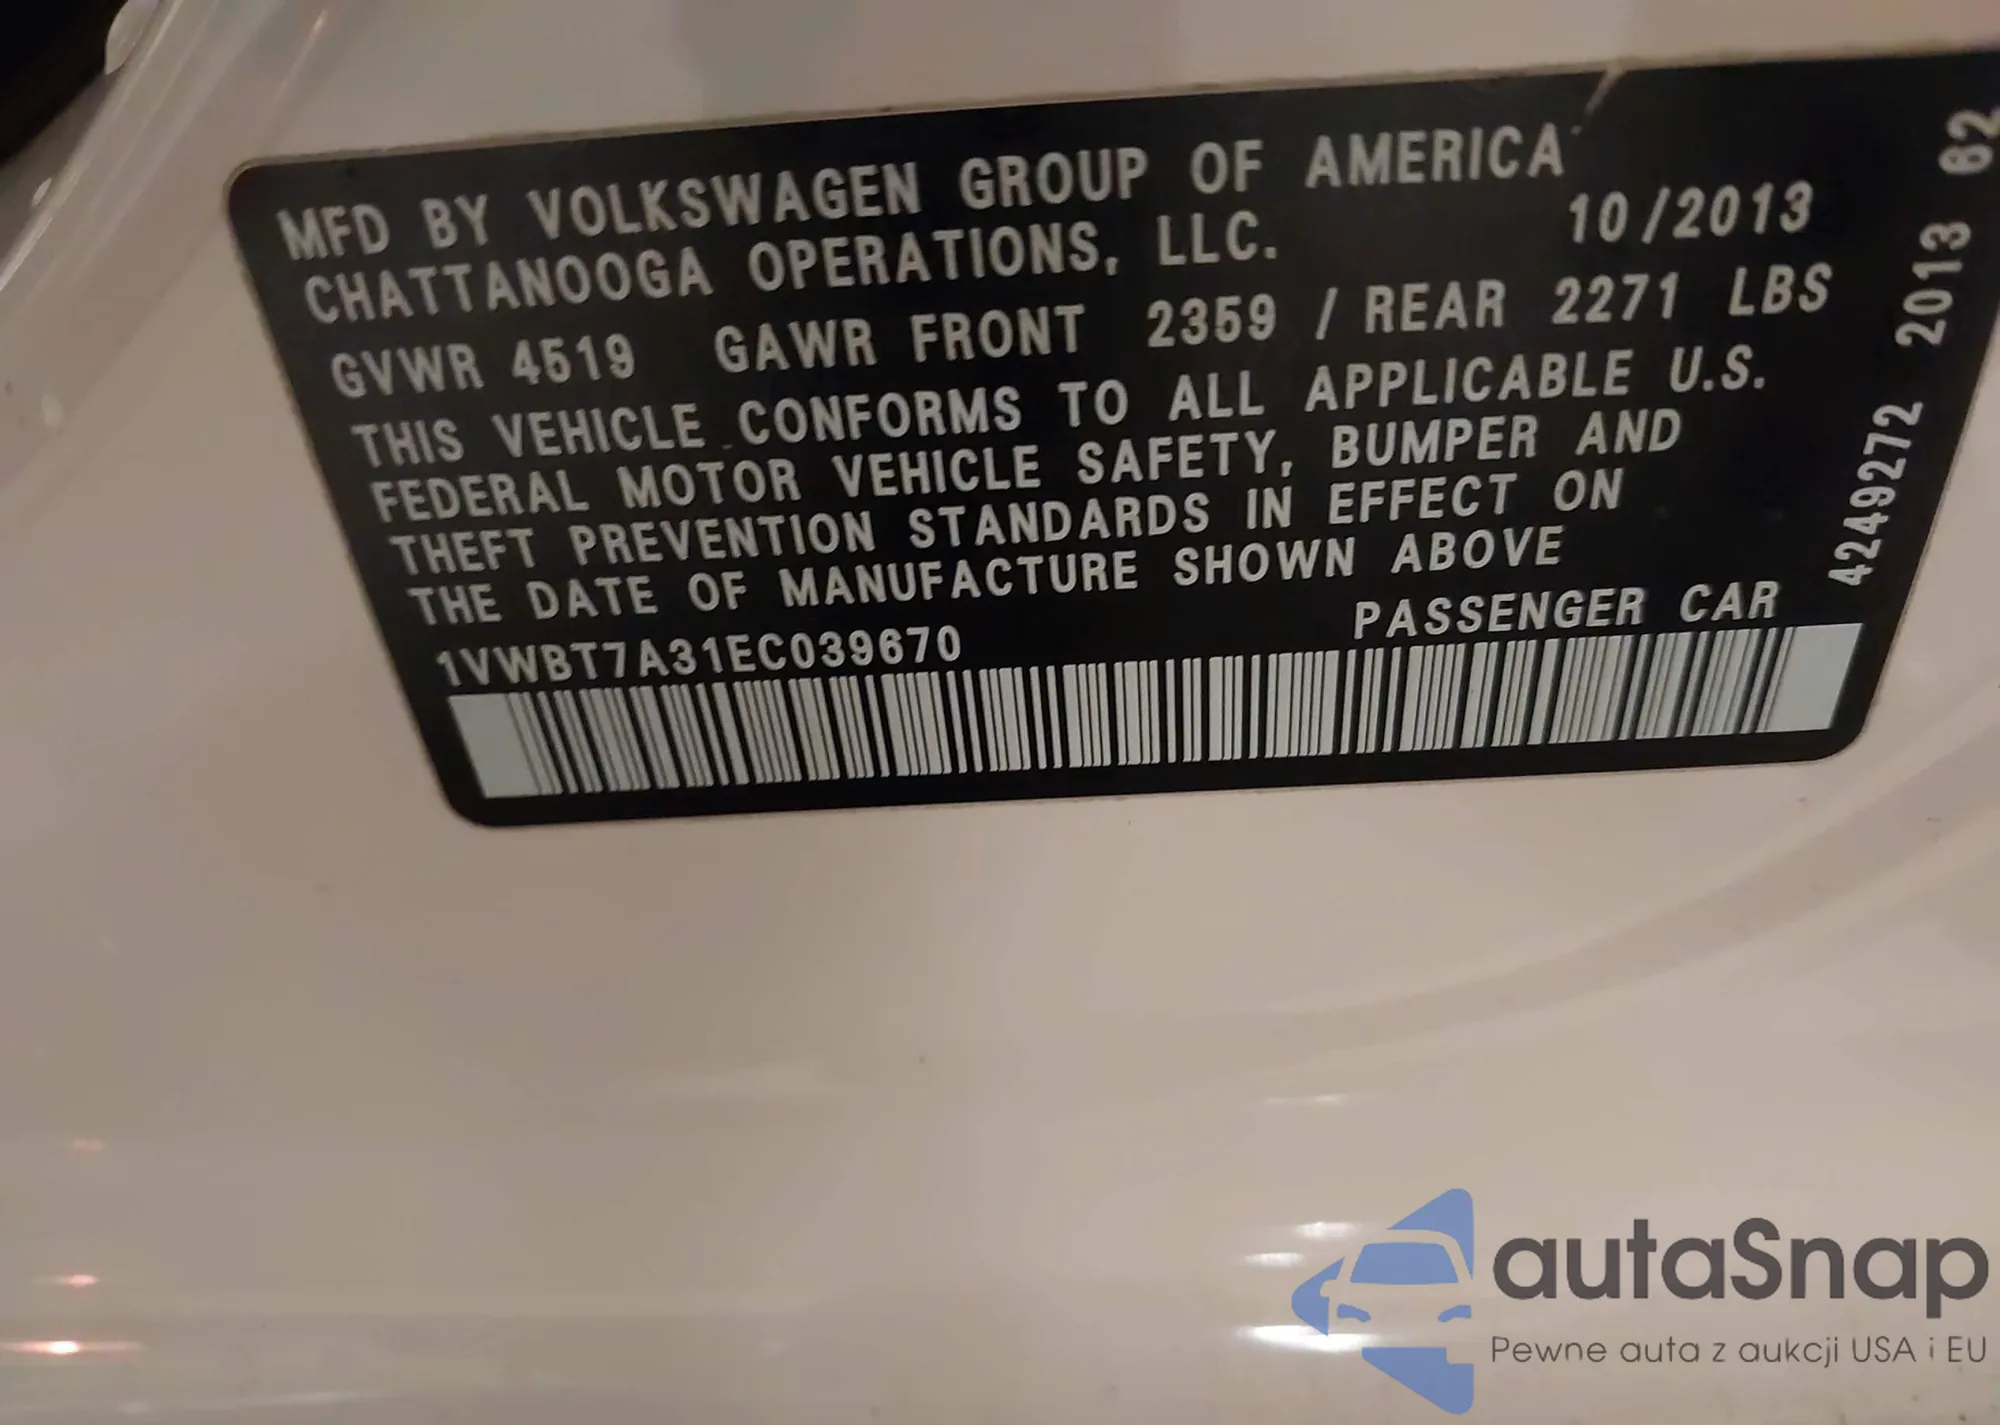 MFD BY VOLKSWAGEN GROUP OF AMERICA
CHATTANOOGA OPERATIONS, LLC.
10/2013
GVWR 4519 GAWR FRONT 2359 / REAR 2271 LBS
THIS VEHICLE CONFORMS TO ALL APPLICABLE U.S.
FEDERAL MOTOR VEHICLE SAFETY, BUMPER AND
THEFT PREVENTION STANDARDS IN EFFECT ON
THE DATE OF MANUFACTURE SHOWN ABOVE
1VWBT7A31EC039670
PASSENGER CAR
4249272 2013 62
autaSnap
Pewne auta z aukcji USA i EU